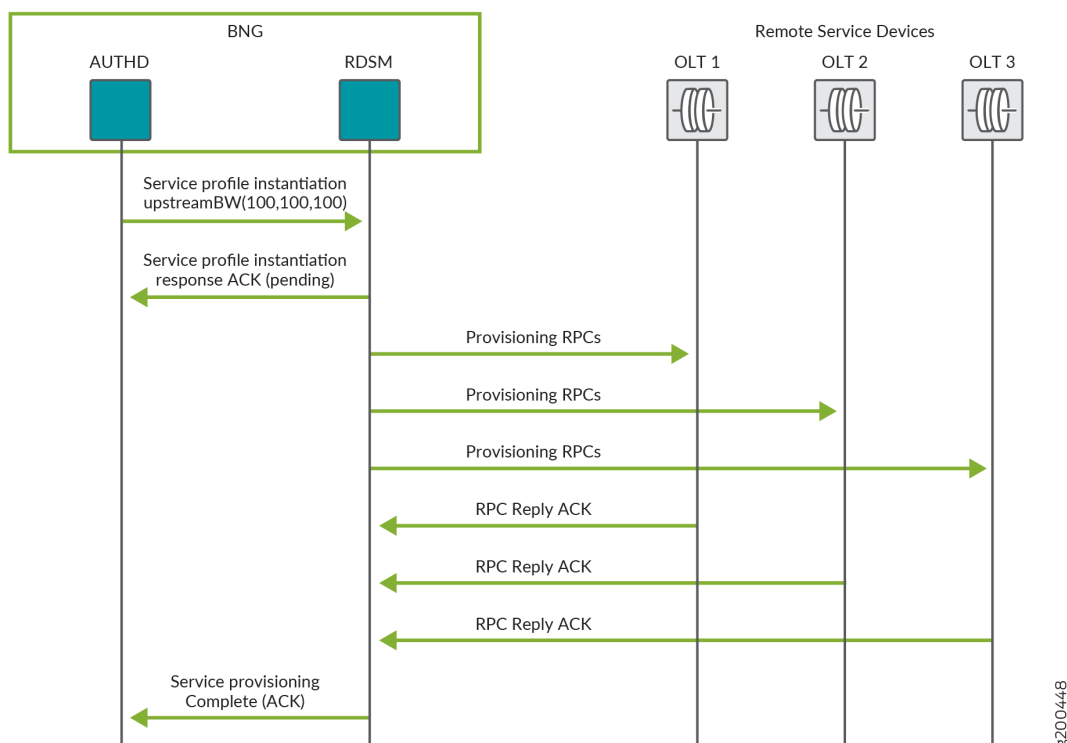 BNG
Remote Service Devices
AUTHD
RDSM
OLT 1
OLT 2
OLT 3
Service profile instantiation
upstreamBW(100,100,100)
Service profile instantiation
response ACK (pending)
Provisioning RPCs
Provisioning RPCs
Provisioning RPCs
RPC Reply ACK
RPC Reply ACK
RPC Reply ACK
Service provisioning
Complete (ACK)
g200448